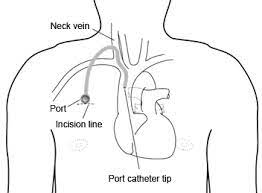 Neck vein
Port
Incision line
Port catheter tip